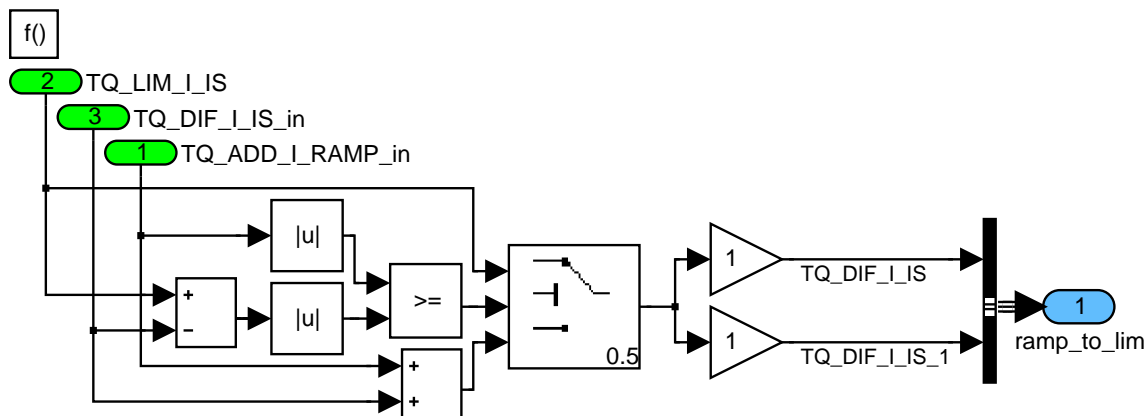 f()
2 TQ_LIM_I_IS
3 TQ_DIF_I_IS_in
1 TQ_ADD_I_RAMP_in
|u|
+
−
|u|
>=
+
+
0.5
1
TQ_DIF_I_IS
1
TQ_DIF_I_IS_1
1
ramp_to_lim